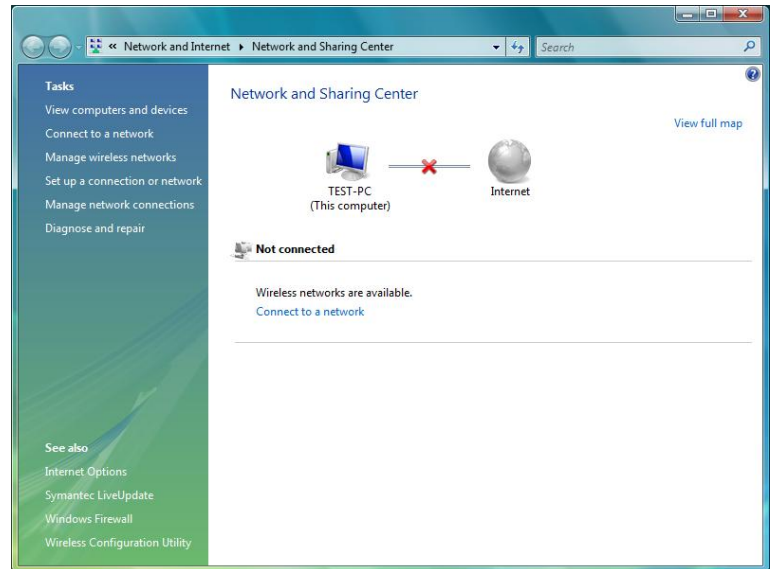 « Network and Internet ▸ Network and Sharing Center
Search
Tasks
View computers and devices
Connect to a network
Manage wireless networks
Set up a connection or network
Manage network connections
Diagnose and repair
See also
Internet Options
Symantec LiveUpdate
Windows Firewall
Wireless Configuration Utility
Network and Sharing Center
View full map
TEST-PC
(This computer)
Internet
Not connected
Wireless networks are available.
Connect to a network